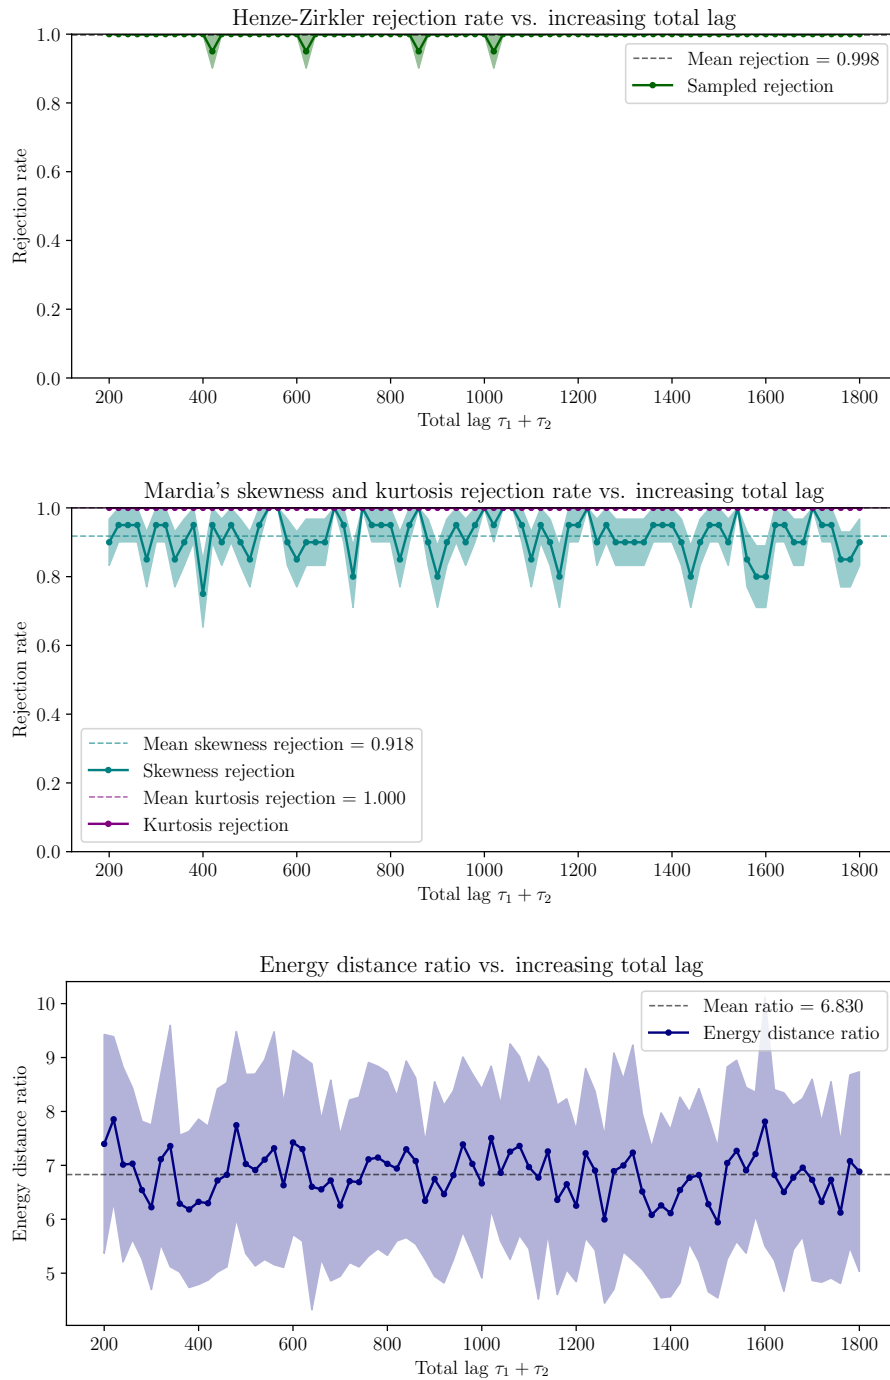 Henze-Zirkler rejection rate vs. increasing total lag
1.0
0.8
0.6
0.4
0.2
0.0
Rejection rate
Mean rejection = 0.998
Sampled rejection
200 400 600 800 1000 1200 1400 1600 1800
Total lag τ₁ + τ₂
Mardia's skewness and kurtosis rejection rate vs. increasing total lag
1.0
0.8
0.6
0.4
0.2
0.0
Rejection rate
Mean skewness rejection = 0.918
Skewness rejection
Mean kurtosis rejection = 1.000
Kurtosis rejection
200 400 600 800 1000 1200 1400 1600 1800
Total lag τ₁ + τ₂
Energy distance ratio vs. increasing total lag
10
9
8
7
6
5
Energy distance ratio
Mean ratio = 6.830
Energy distance ratio
200 400 600 800 1000 1200 1400 1600 1800
Total lag τ₁ + τ₂